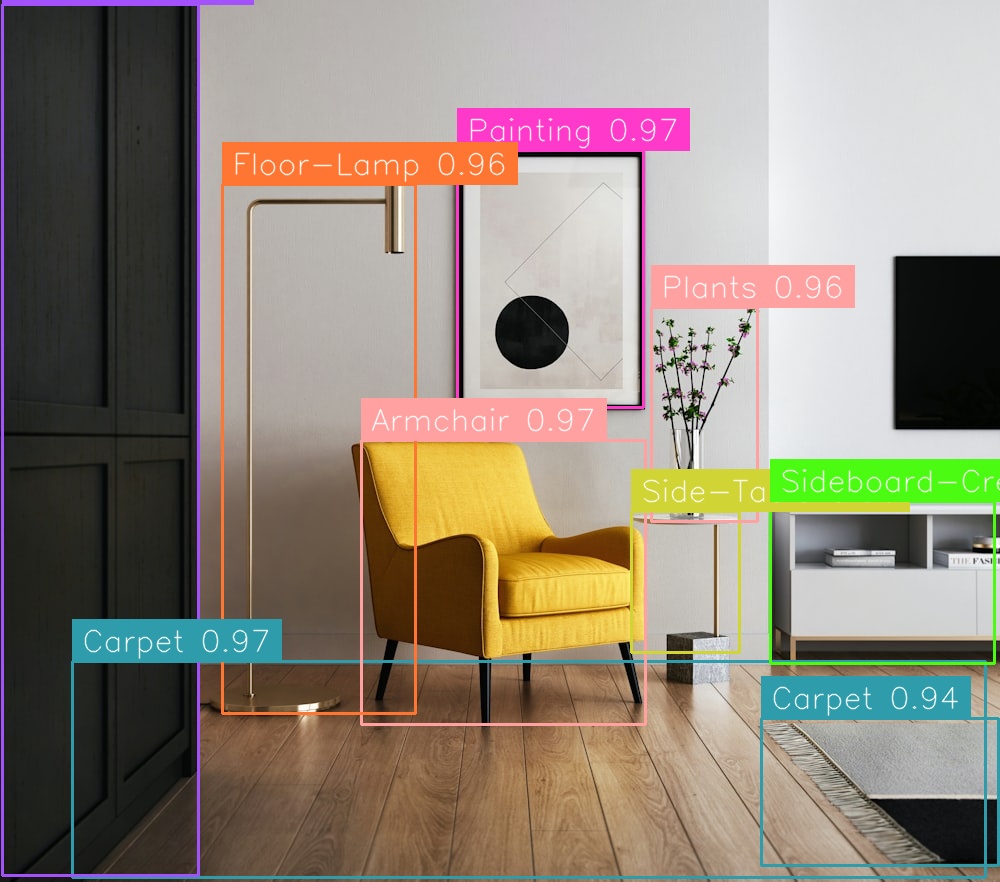 Painting 0.97
Floor-Lamp 0.96
Plants 0.96
Armchair 0.97
Side-Ta
Sideboard-Cre
THE FASH
Carpet 0.97
Carpet 0.94